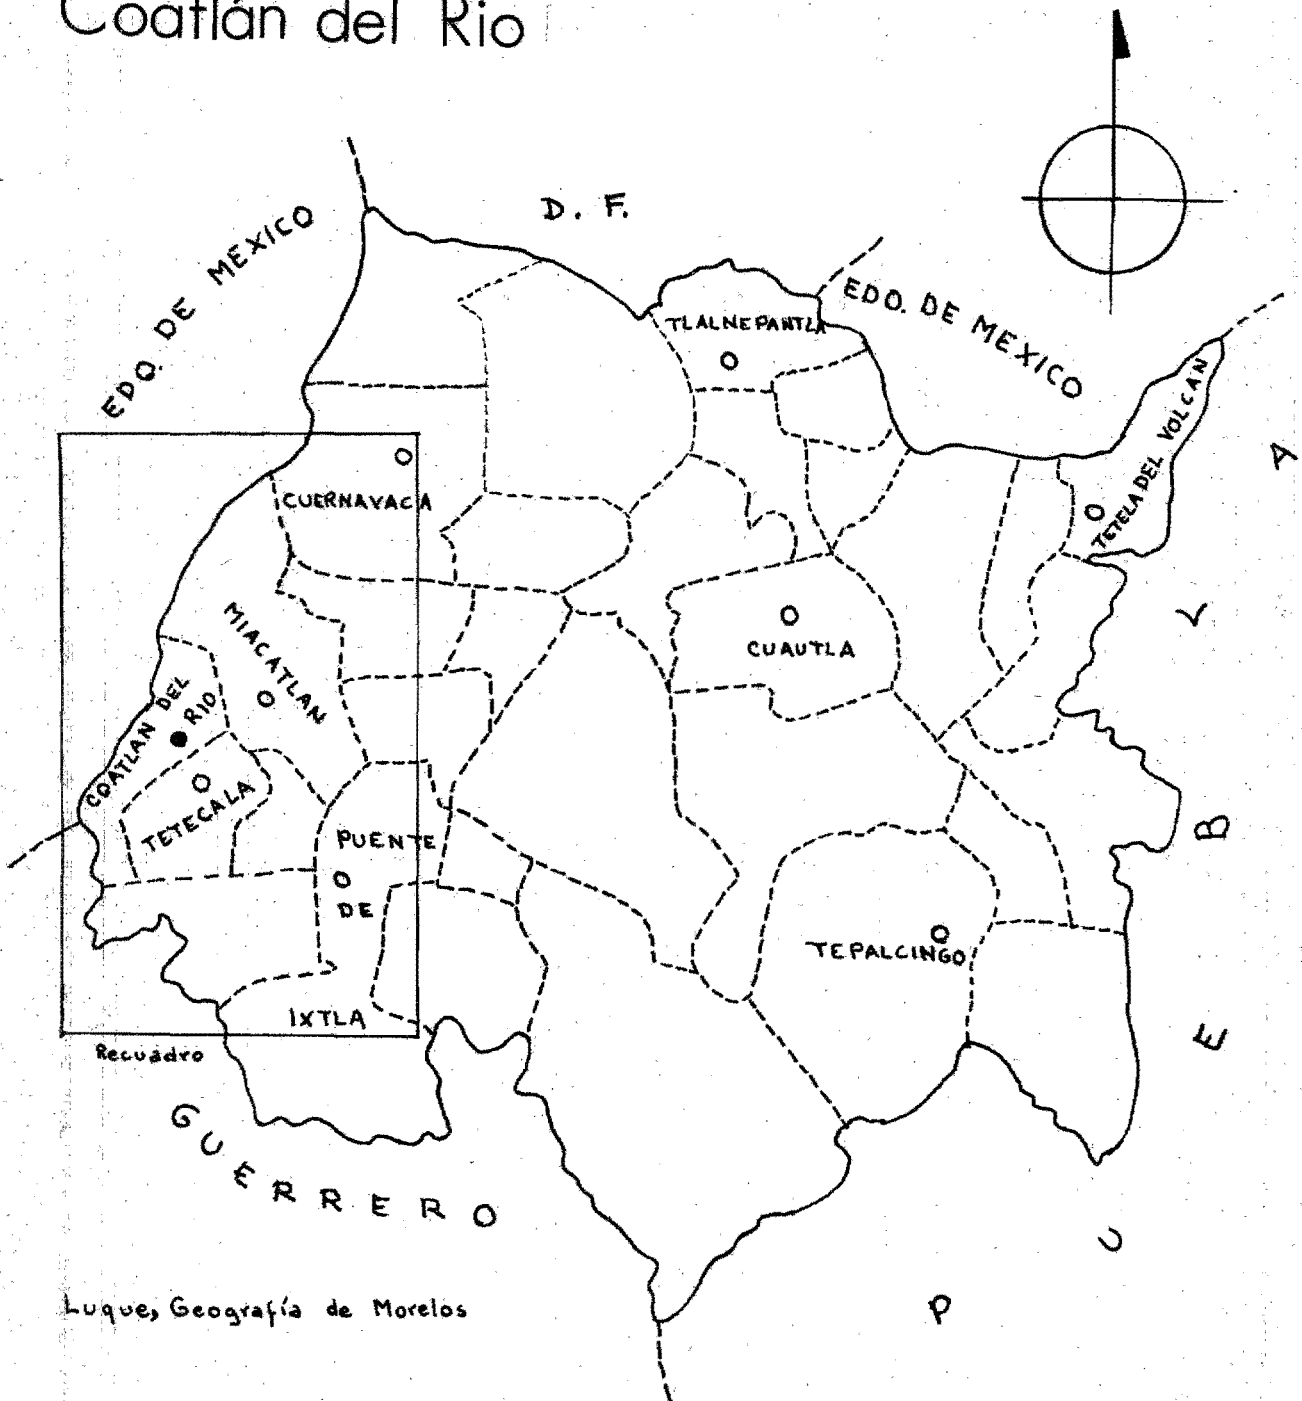 Coatlán del Rio
D. F.
EDO. DE MEXICO
EDO. DE MEXICO
TLALNEPANTLA
TETELA DEL VOLCAN
CUERNAVACA
MIACATLAN
CUAUTLA
COATLAN DEL
RIO
TETECALA
PUENTE
DE
IXTLA
TEPALCINGO
Recuadro
GUERRERO
PUEBLA
Luque, Geografía de Morelos